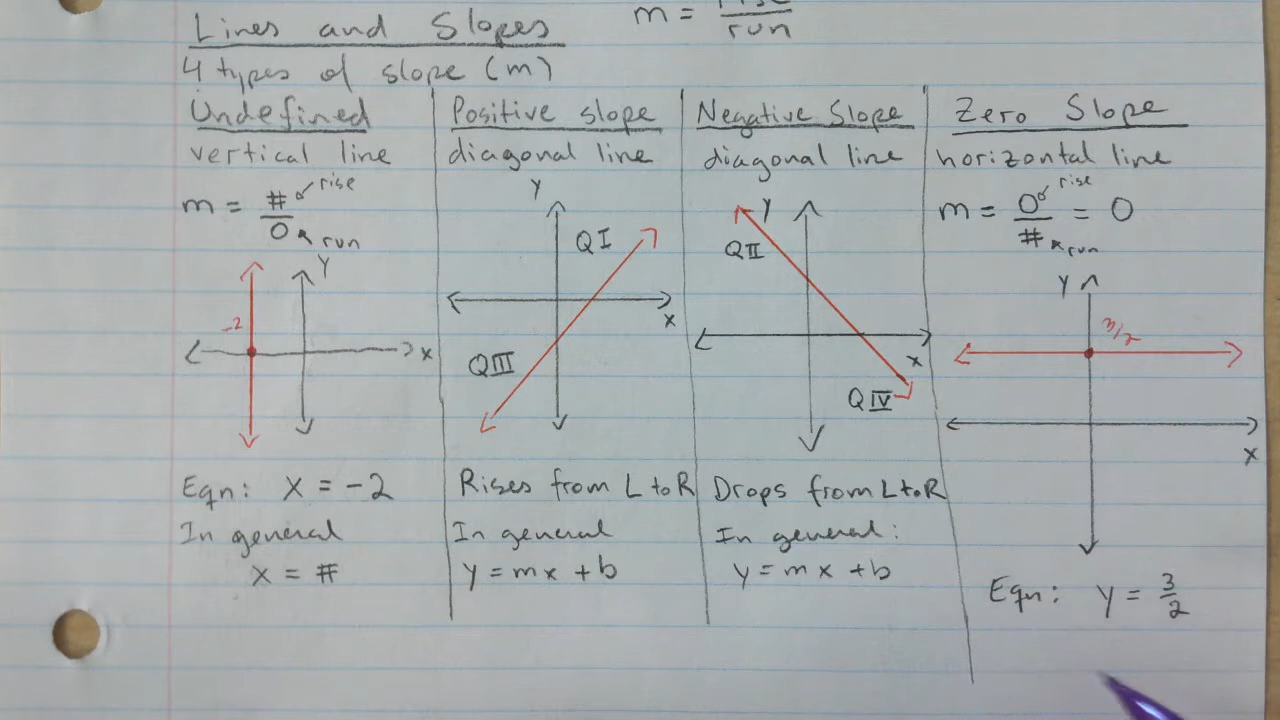 Lines and Slopes
m = rise/run
4 types of slope (m)
Undefined
vertical line
m = #/0
rise
run
Y
-2
x
Eqn: x = -2
In general
x = #
Positive slope
diagonal line
Y
QI
x
QIII
Rises from L to R
In general
y = mx + b
Negative Slope
diagonal line
Y
QII
x
QIV
Drops from L to R
In general:
y = mx + b
Zero Slope
horizontal line
m = 0/# = 0
rise
run
Y
3/2
x
Eqn: y = 3/2